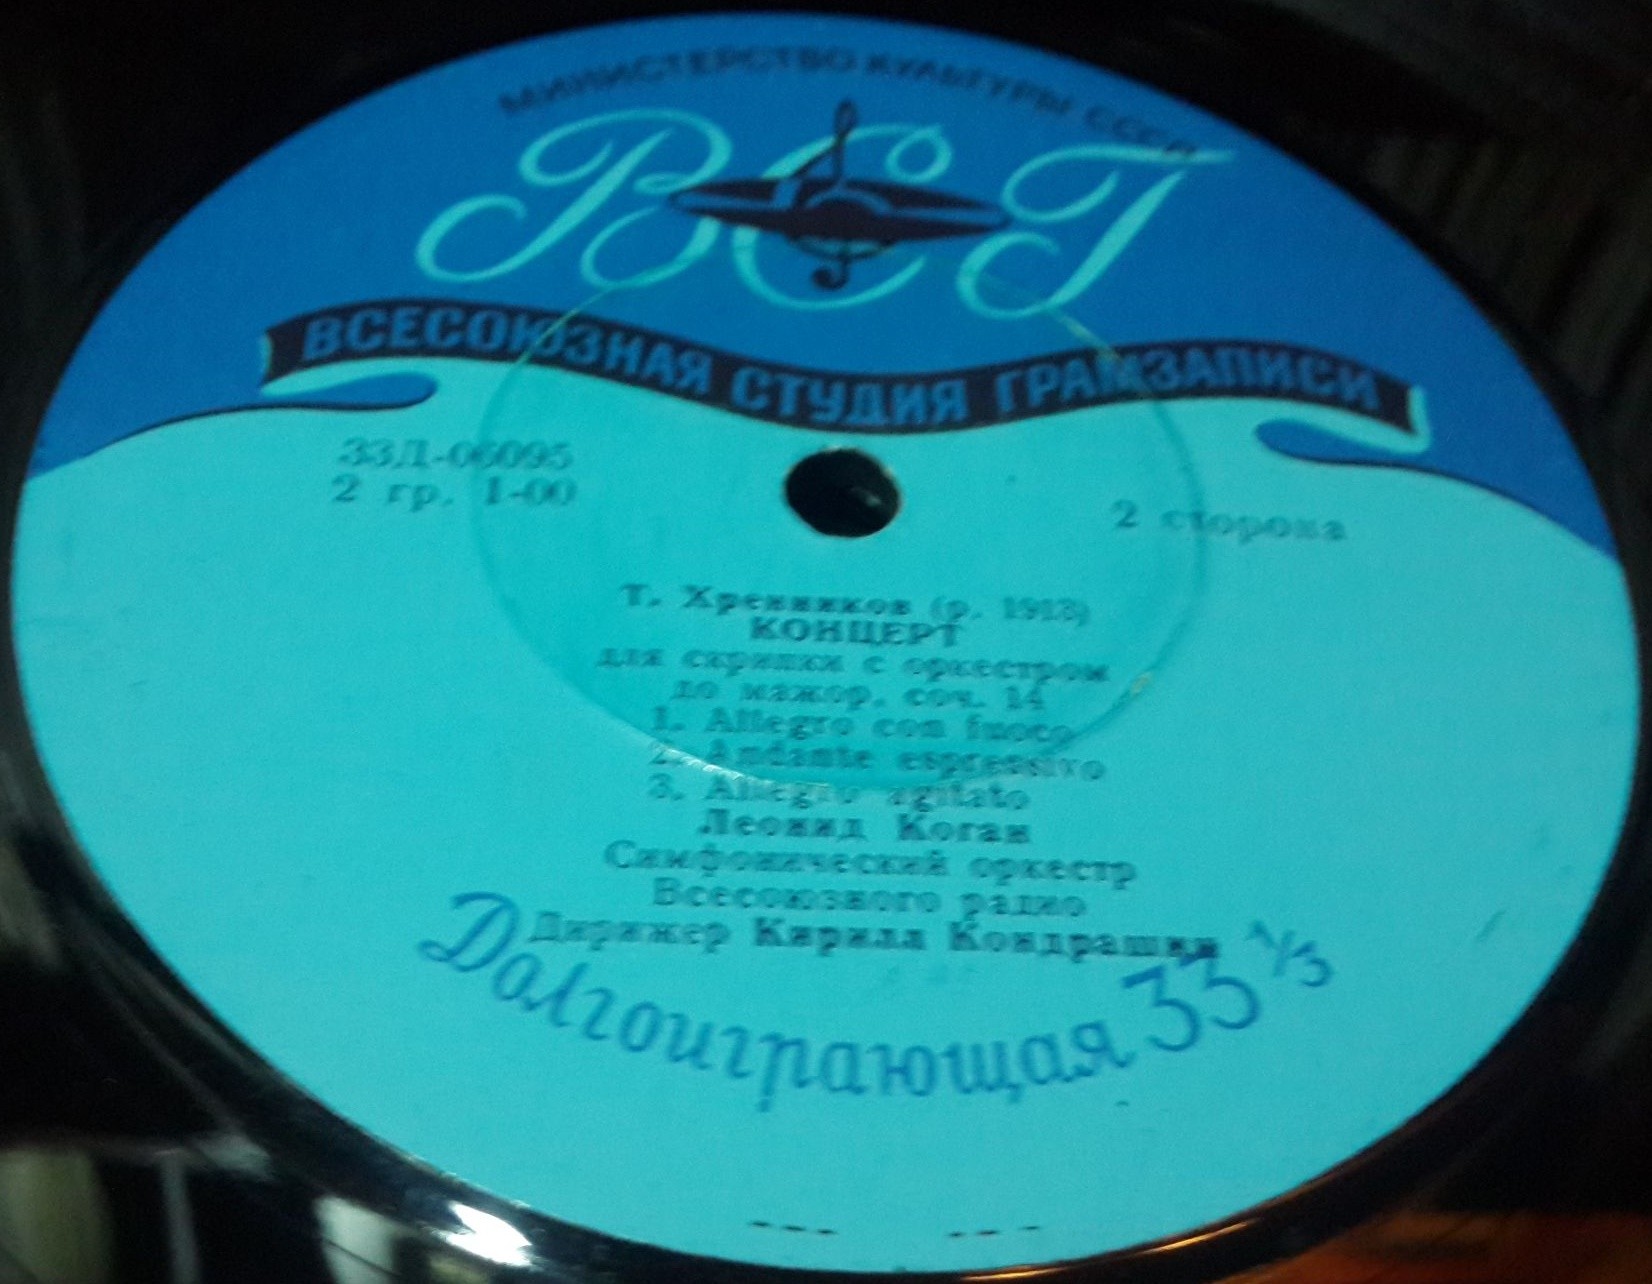 МИНИСТЕРСТВО КУЛЬТУРЫ СССР
ВСГ
ВСЕСОЮЗНАЯ СТУДИЯ ГРАМЗАПИСИ
33Д-06095
2 гр. 1-00
2 сторона
Т. Хренников (р. 1913)
КОНЦЕРТ
для скрипки с оркестром
до мажор, соч. 14
1. Allegro con fuoco
2. Andante espressivo
3. Allegro agitato
Леонид Коган
Симфонический оркестр
Всесоюзного радио
Дирижер Кирилл Кондрашин
Долгоиграющая 33 1/3